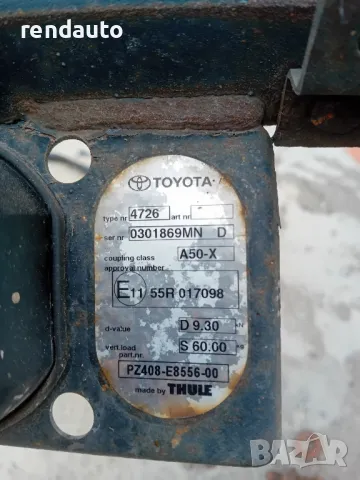 rendauto
TOYOTA
type nr 4726 art nr
ser nr 0301869MN D
coupling class A50-X
approval number
E11 55R 017098
d-value D 9.30 kN
vert.load S 60.00 kg
part.nr.
PZ408-E8556-00
made by THULE
BAZAR